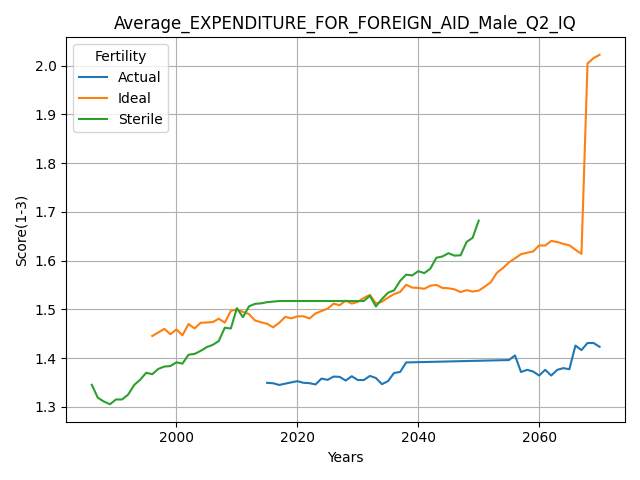 Average_EXPENDITURE_FOR_FOREIGN_AID_Male_Q2_IQ
Fertility
Actual
Ideal
Sterile
Score(1-3)
2.0
1.9
1.8
1.7
1.6
1.5
1.4
1.3
2000 2020 2040 2060
Years